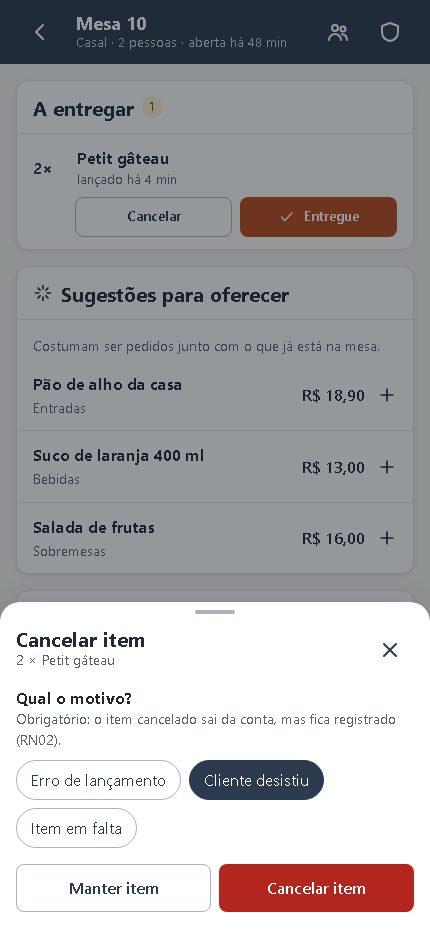 Mesa 10
Casal · 2 pessoas · aberta há 48 min
A entregar 1
2× Petit gâteau
lançado há 4 min
Cancelar Entregue
Sugestões para oferecer
Costumam ser pedidos junto com o que já está na mesa.
Pão de alho da casa R$ 18,90
Entradas
Suco de laranja 400 ml R$ 13,00
Bebidas
Salada de frutas R$ 16,00
Sobremesas
Cancelar item
2 × Petit gâteau
Qual o motivo?
Obrigatório: o item cancelado sai da conta, mas fica registrado
(RN02).
Erro de lançamento Cliente desistiu
Item em falta
Manter item Cancelar item